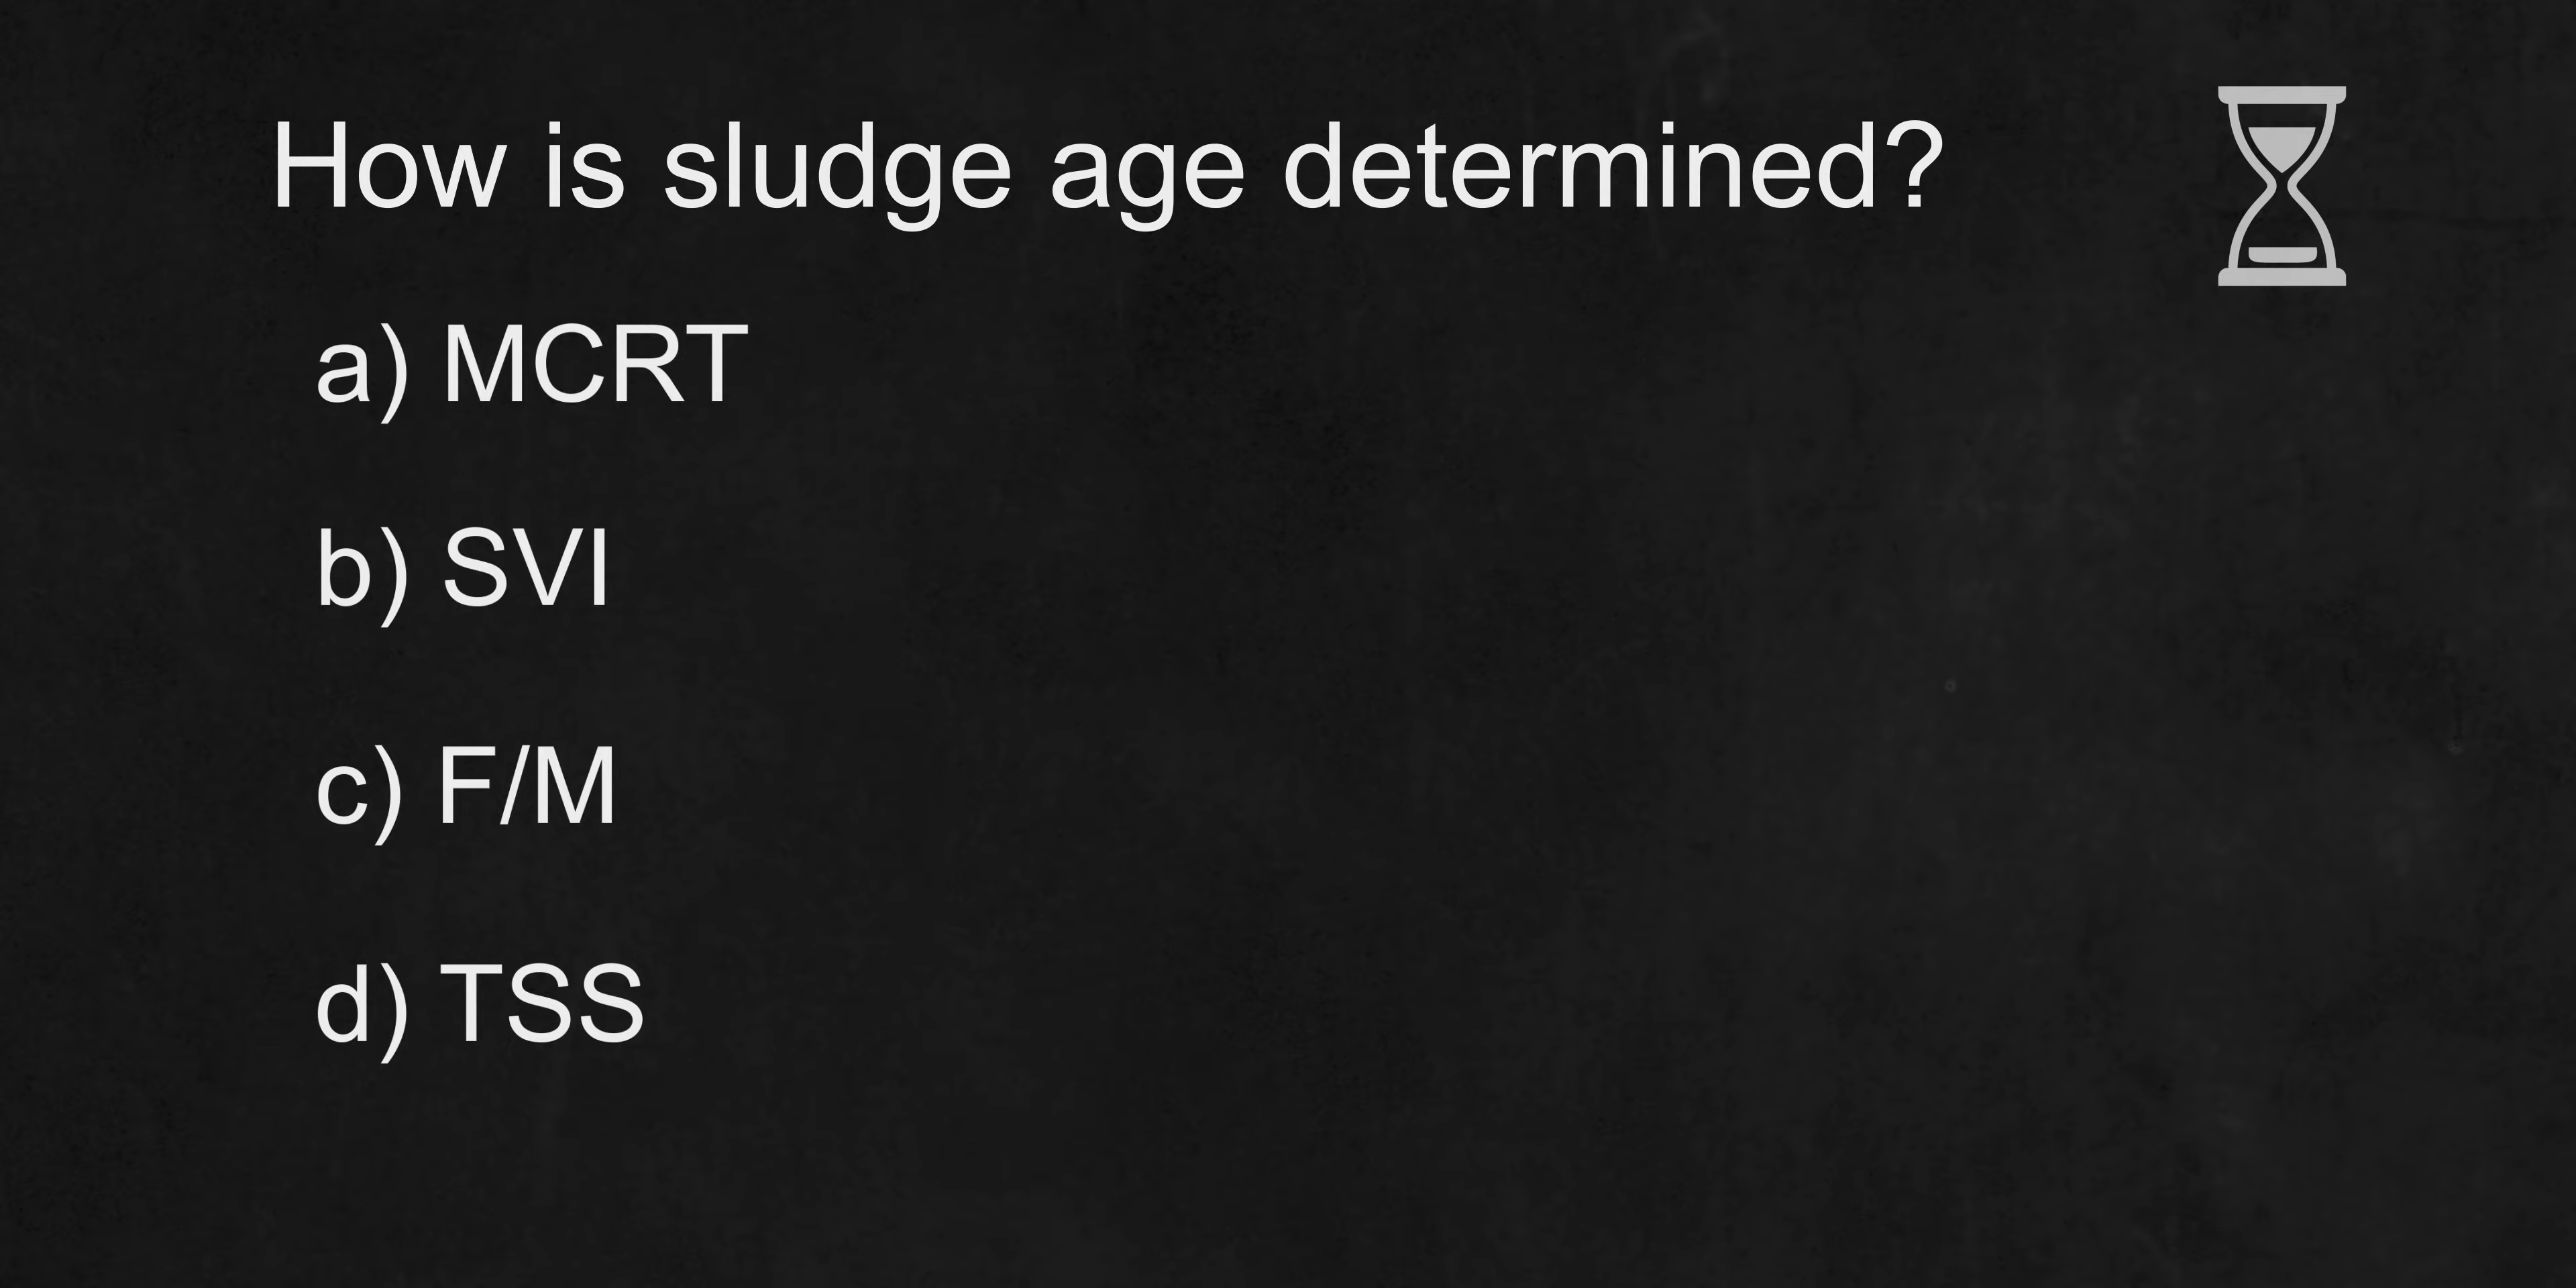 How is sludge age determined?
a) MCRT
b) SVI
c) F/M
d) TSS